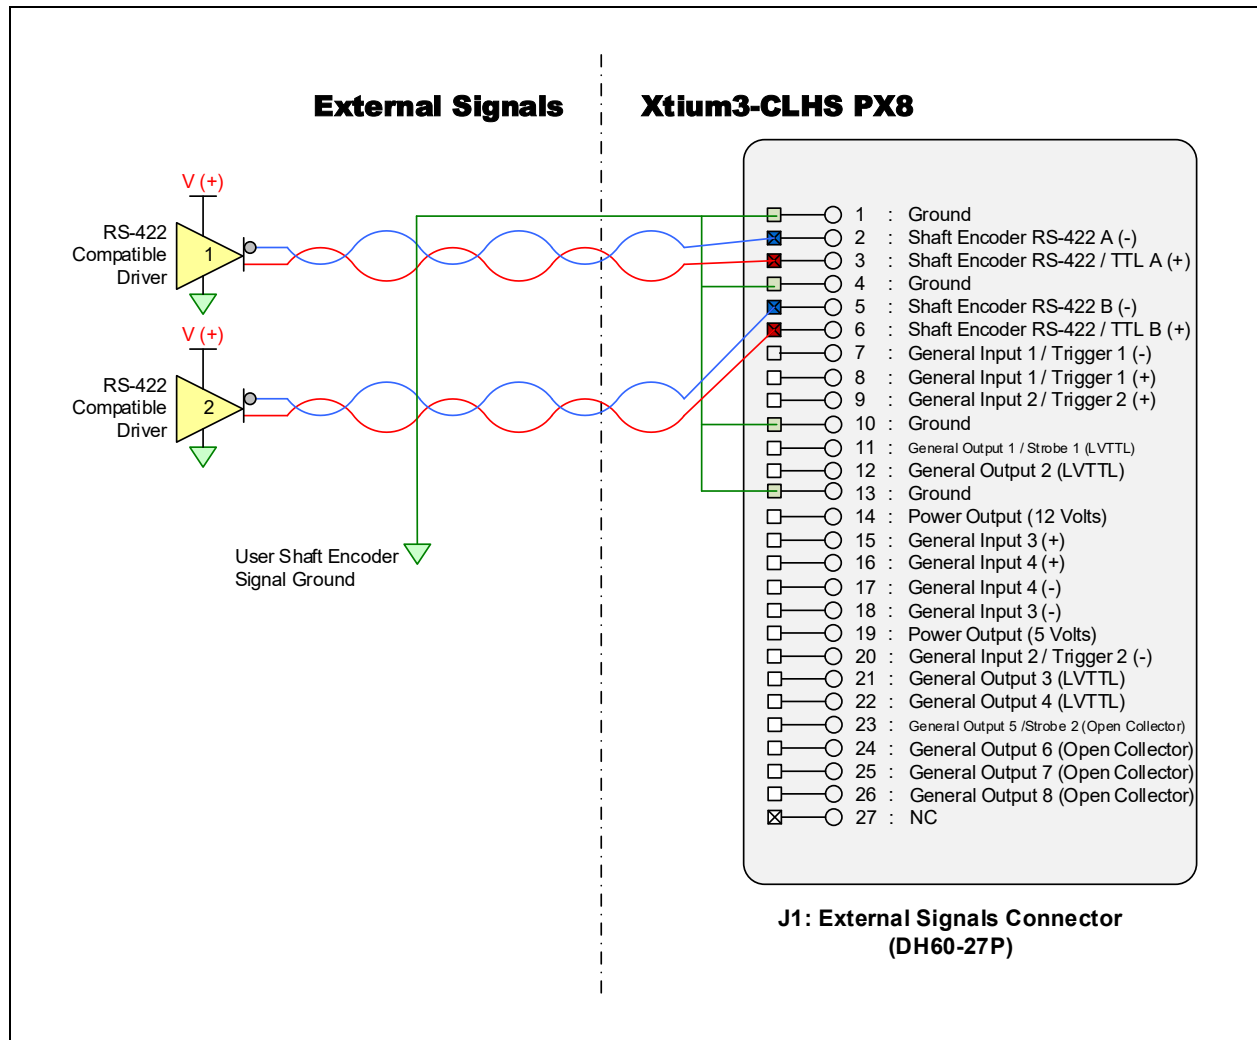 External Signals
Xtium3-CLHS PX8
V (+)
RS-422
Compatible
Driver
1
V (+)
RS-422
Compatible
Driver
2
User Shaft Encoder
Signal Ground
1 : Ground
2 : Shaft Encoder RS-422 A (-)
3 : Shaft Encoder RS-422 / TTL A (+)
4 : Ground
5 : Shaft Encoder RS-422 B (-)
6 : Shaft Encoder RS-422 / TTL B (+)
7 : General Input 1 / Trigger 1 (-)
8 : General Input 1 / Trigger 1 (+)
9 : General Input 2 / Trigger 2 (+)
10 : Ground
11 : General Output 1 / Strobe 1 (LVTTL)
12 : General Output 2 (LVTTL)
13 : Ground
14 : Power Output (12 Volts)
15 : General Input 3 (+)
16 : General Input 4 (+)
17 : General Input 4 (-)
18 : General Input 3 (-)
19 : Power Output (5 Volts)
20 : General Input 2 / Trigger 2 (-)
21 : General Output 3 (LVTTL)
22 : General Output 4 (LVTTL)
23 : General Output 5 /Strobe 2 (Open Collector)
24 : General Output 6 (Open Collector)
25 : General Output 7 (Open Collector)
26 : General Output 8 (Open Collector)
27 : NC
J1: External Signals Connector
(DH60-27P)